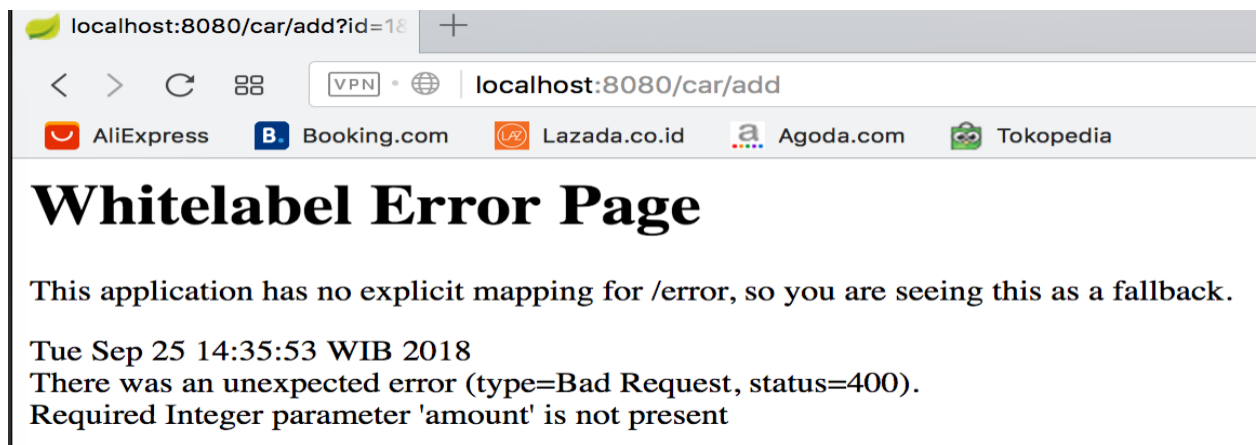 localhost:8080/car/add?id=18
VPN localhost:8080/car/add
AliExpress B. Booking.com LAZ Lazada.co.id a Agoda.com Tokopedia
Whitelabel Error Page
This application has no explicit mapping for /error, so you are seeing this as a fallback.
Tue Sep 25 14:35:53 WIB 2018
There was an unexpected error (type=Bad Request, status=400).
Required Integer parameter 'amount' is not present